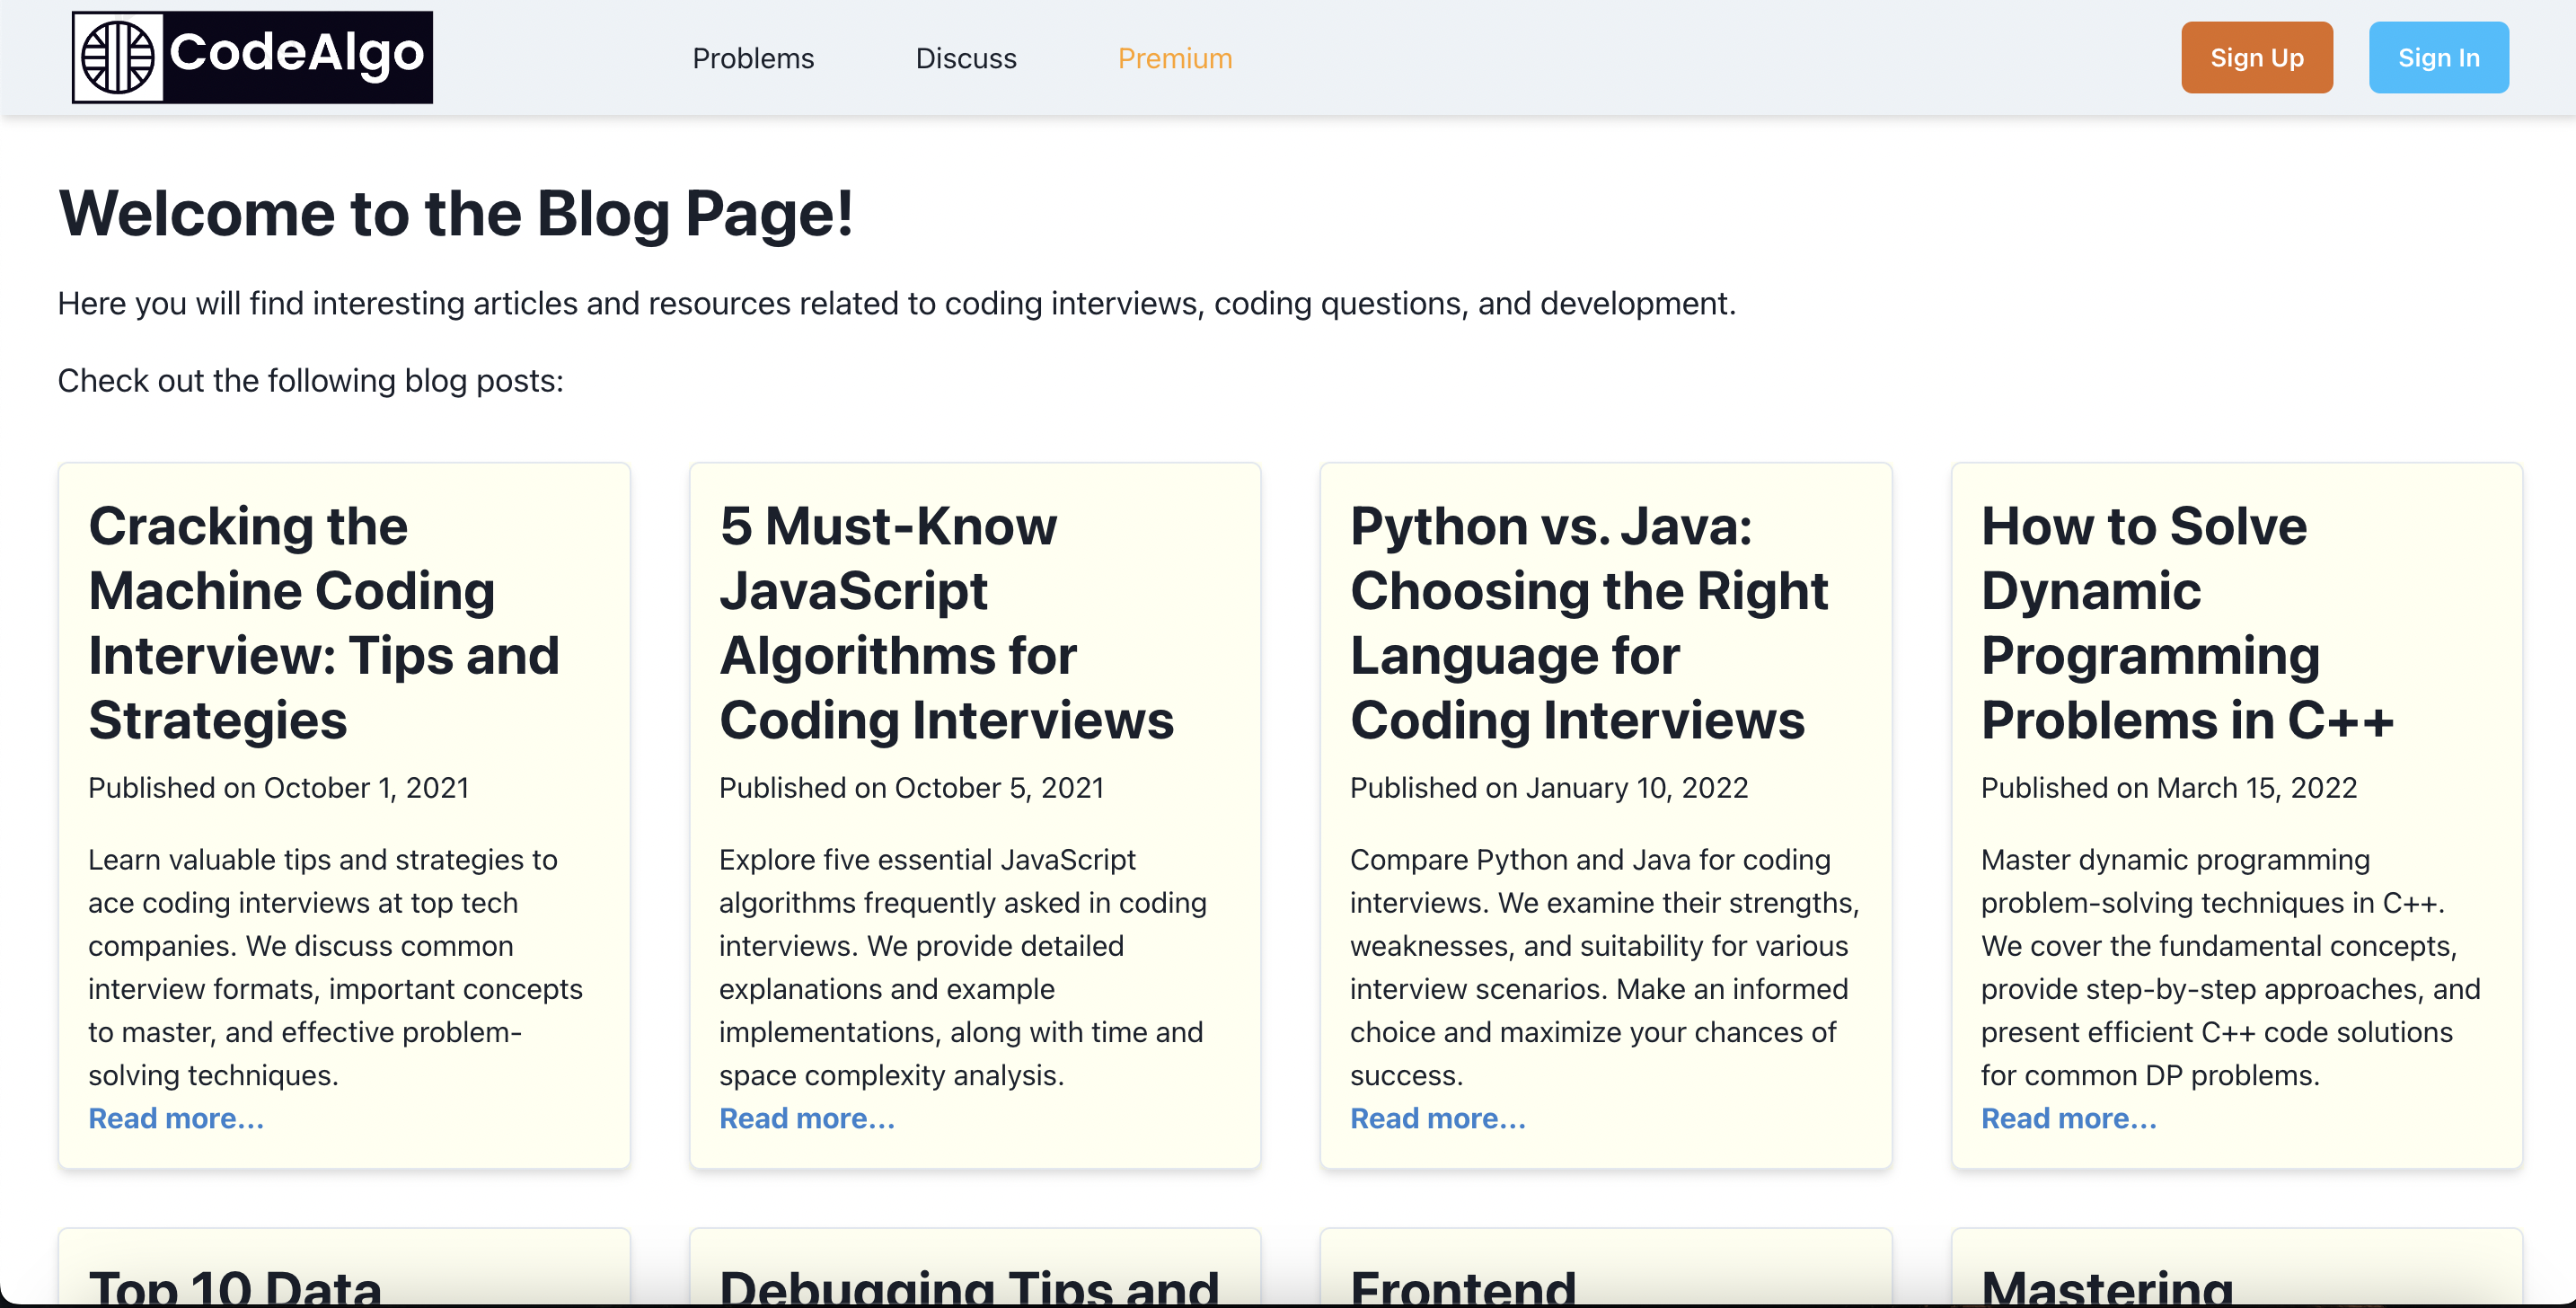 CodeAlgo
Problems
Discuss
Premium
Sign Up
Sign In
Welcome to the Blog Page!
Here you will find interesting articles and resources related to coding interviews, coding questions, and development.
Check out the following blog posts:
Cracking the
Machine Coding
Interview: Tips and
Strategies
Published on October 1, 2021
Learn valuable tips and strategies to
ace coding interviews at top tech
companies. We discuss common
interview formats, important concepts
to master, and effective problem-
solving techniques.
Read more...
5 Must-Know
JavaScript
Algorithms for
Coding Interviews
Published on October 5, 2021
Explore five essential JavaScript
algorithms frequently asked in coding
interviews. We provide detailed
explanations and example
implementations, along with time and
space complexity analysis.
Read more...
Python vs. Java:
Choosing the Right
Language for
Coding Interviews
Published on January 10, 2022
Compare Python and Java for coding
interviews. We examine their strengths,
weaknesses, and suitability for various
interview scenarios. Make an informed
choice and maximize your chances of
success.
Read more...
How to Solve
Dynamic
Programming
Problems in C++
Published on March 15, 2022
Master dynamic programming
problem-solving techniques in C++.
We cover the fundamental concepts,
provide step-by-step approaches, and
present efficient C++ code solutions
for common DP problems.
Read more...
Top 10 Data
Debugging Tips and
Frontend
Mastering